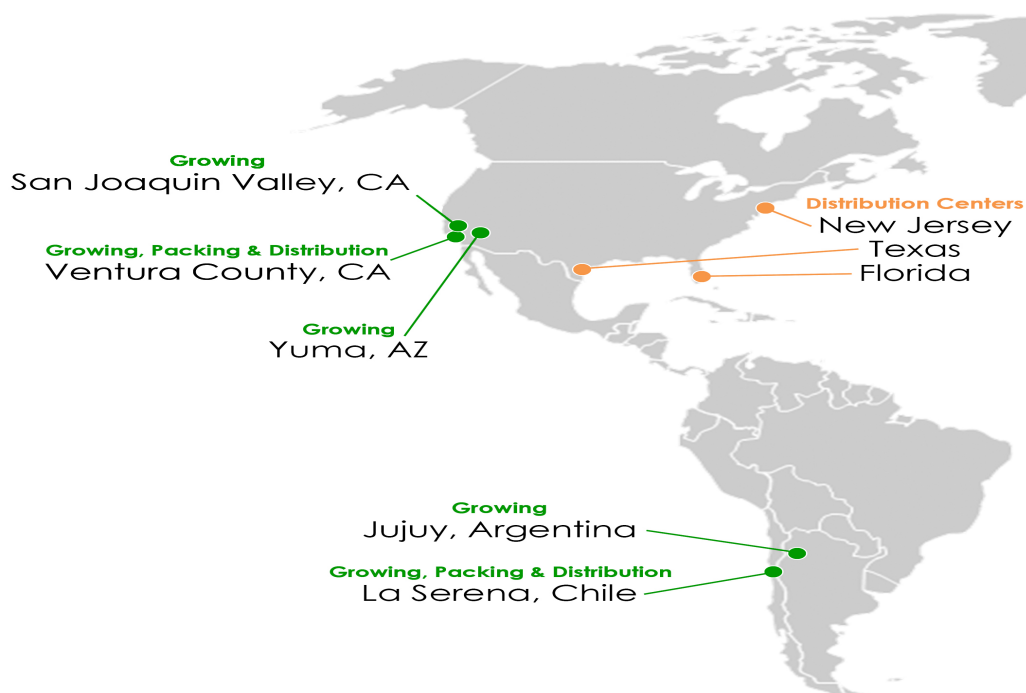 Growing
San Joaquin Valley, CA
Growing, Packing & Distribution
Ventura County, CA
Growing
Yuma, AZ
Distribution Centers
New Jersey
Texas
Florida
Growing
Jujuy, Argentina
Growing, Packing & Distribution
La Serena, Chile